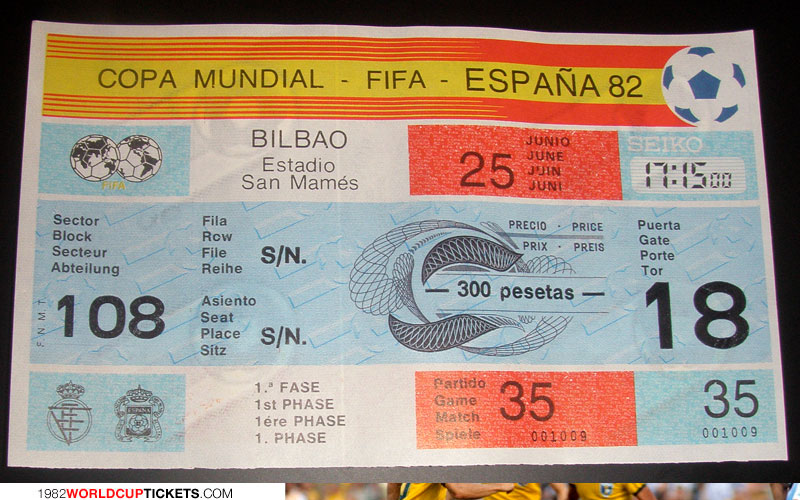 COPA MUNDIAL - FIFA - ESPAÑA 82
FIFA
BILBAO
Estadio
San Mamés
25
JUNIO
JUNE
JUIN
JUNI
SEIKO
17:15 00
Sector
Block
Secteur
Abteilung
108
F.N.M.T.
Fila
Row
File
Reihe
S/N.
Asiento
Seat
Place
Sitz
S/N.
PRECIO · PRICE
PRIX · PREIS
— 300 pesetas —
Puerta
Gate
Porte
Tor
18
ESPAÑA
1.ª FASE
1st PHASE
1ére PHASE
1. PHASE
Partido
Game
Match
Spiele
35
001009
35
001009
1982WORLDCUPTICKETS.COM